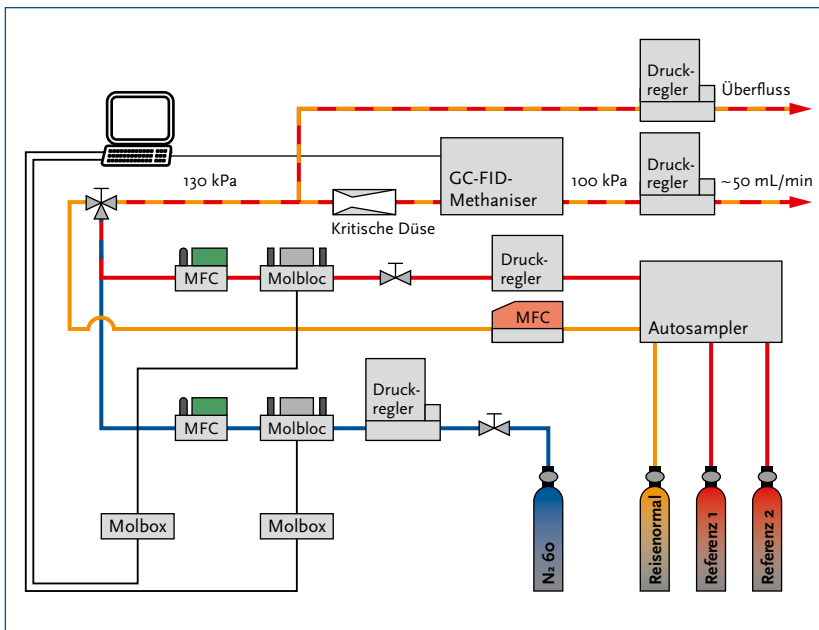 Druck-
regler
Überfluss
130 kPa
GC-FID-
Methaniser
100 kPa
Druck-
regler
~50 mL/min
Kritische Düse
MFC
Molbloc
Druck-
regler
MFC
Autosampler
MFC
Molbloc
Druck-
regler
Molbox
Molbox
N₂ 60
Reisenormal
Referenz 1
Referenz 2